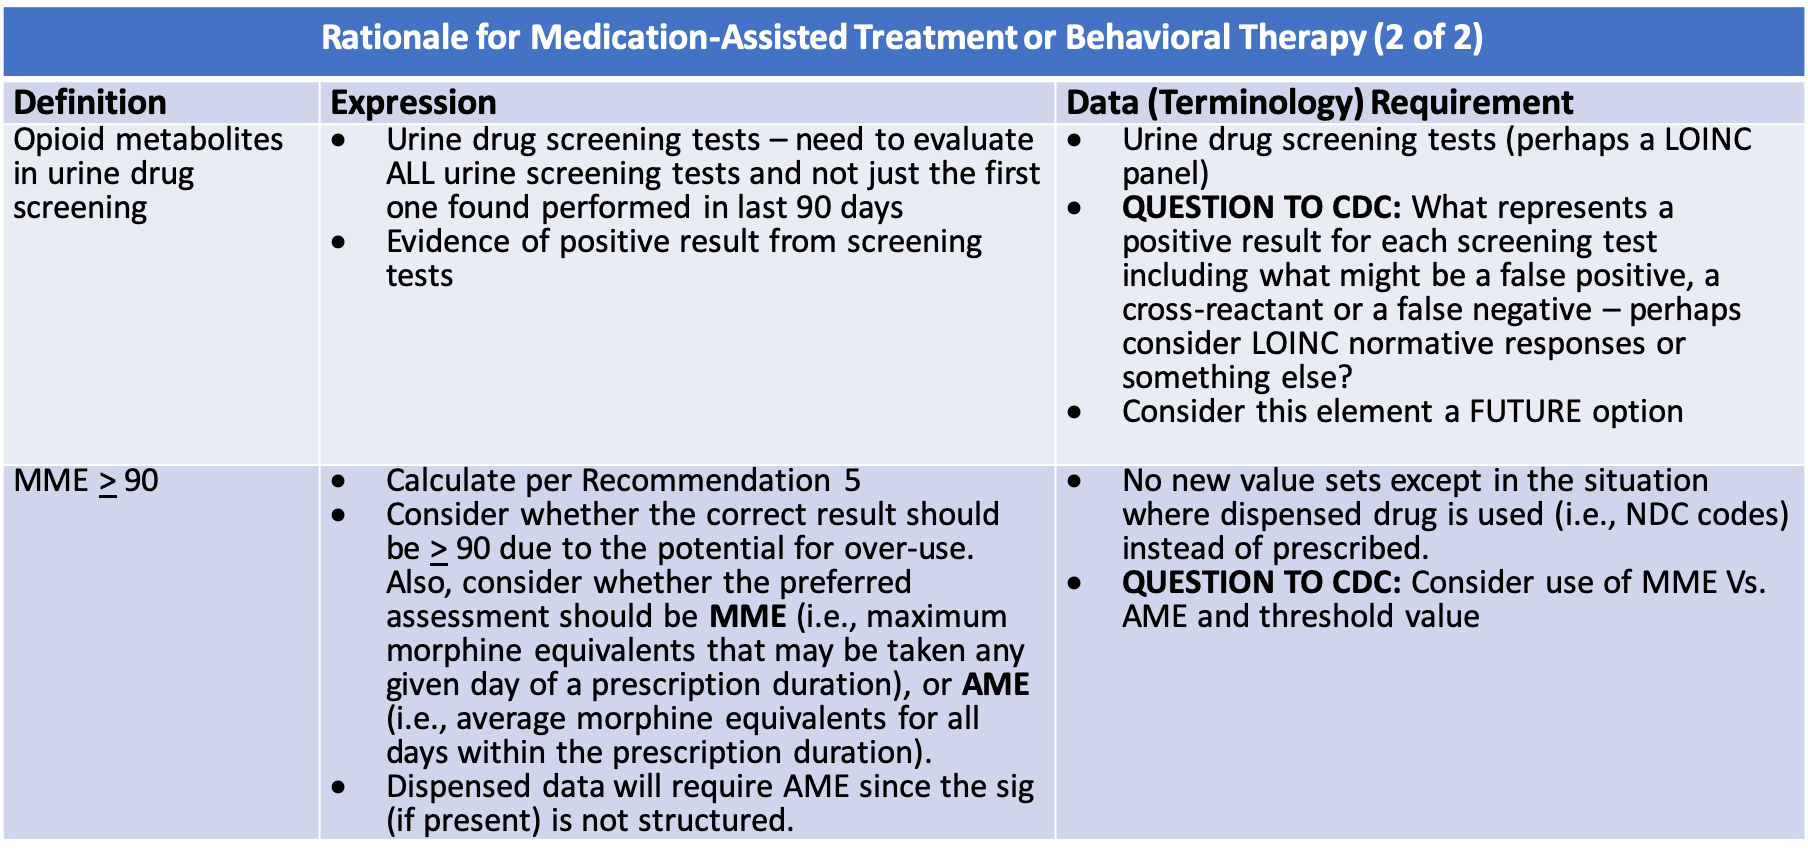 Rationale for Medication-Assisted Treatment or Behavioral Therapy (2 of 2)
Definition
Expression
Data (Terminology) Requirement
Opioid metabolites
in urine drug
screening
• Urine drug screening tests – need to evaluate
ALL urine screening tests and not just the first
one found performed in last 90 days
• Evidence of positive result from screening
tests
• Urine drug screening tests (perhaps a LOINC
panel)
• QUESTION TO CDC: What represents a
positive result for each screening test
including what might be a false positive, a
cross-reactant or a false negative – perhaps
consider LOINC normative responses or
something else?
• Consider this element a FUTURE option
MME ≥ 90
• Calculate per Recommendation 5
• Consider whether the correct result should
be ≥ 90 due to the potential for over-use.
Also, consider whether the preferred
assessment should be MME (i.e., maximum
morphine equivalents that may be taken any
given day of a prescription duration), or AME
(i.e., average morphine equivalents for all
days within the prescription duration).
• Dispensed data will require AME since the sig
(if present) is not structured.
• No new value sets except in the situation
where dispensed drug is used (i.e., NDC codes)
instead of prescribed.
• QUESTION TO CDC: Consider use of MME Vs.
AME and threshold value